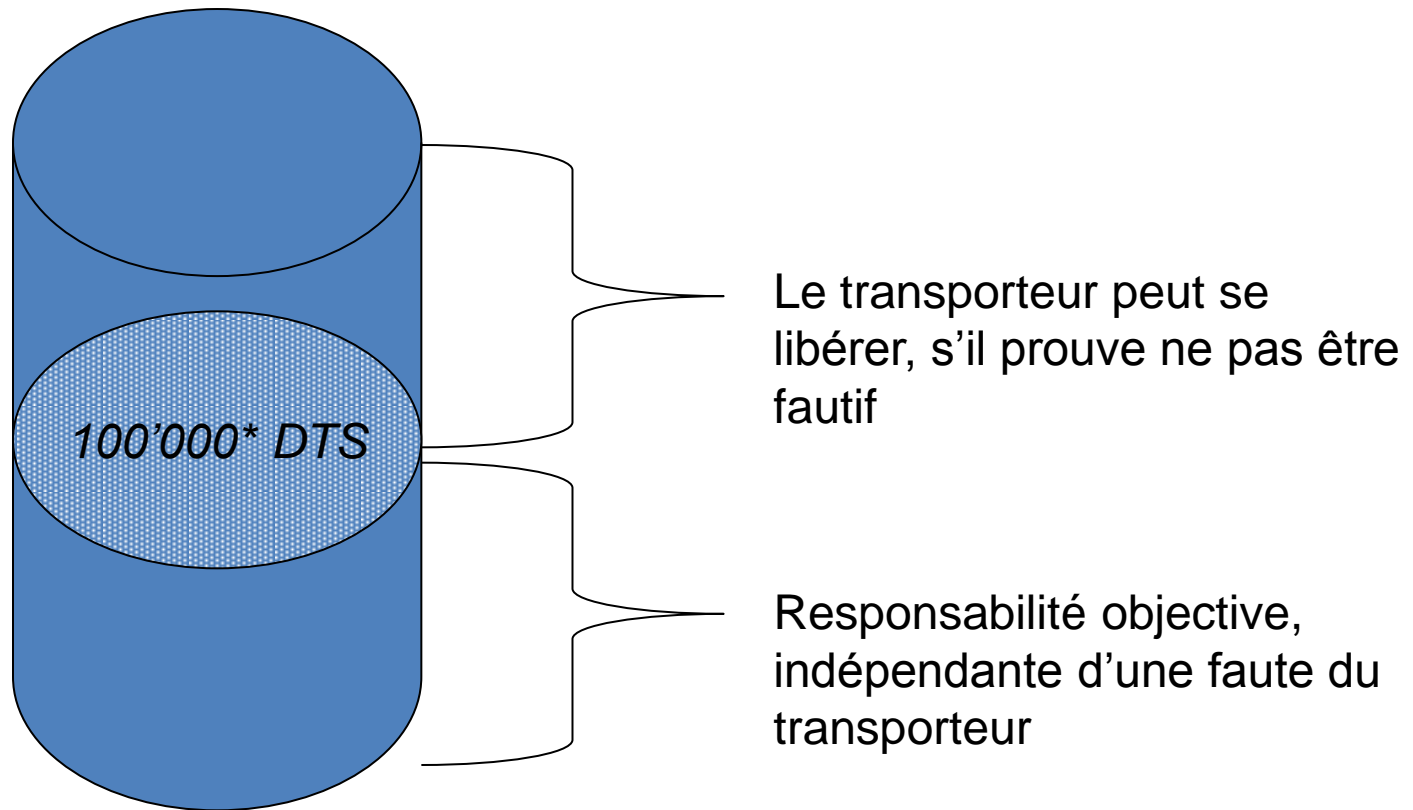 Le transporteur peut se
libérer, s’il prouve ne pas être
fautif
100’000* DTS
Responsabilité objective,
indépendante d’une faute du
transporteur